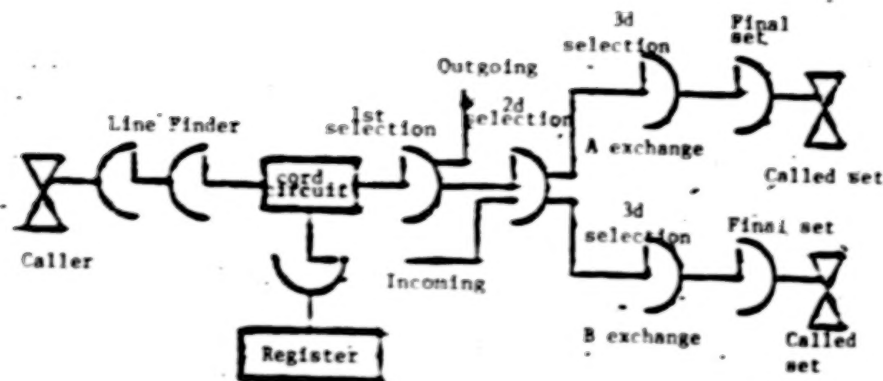 3d
selection
Final
set
Outgoing
2d
selection
1st
selection
Line Finder
A exchange
cord
circuit
Called set
3d
selection
Final set
Caller
Incoming
B exchange
Called
set
Register